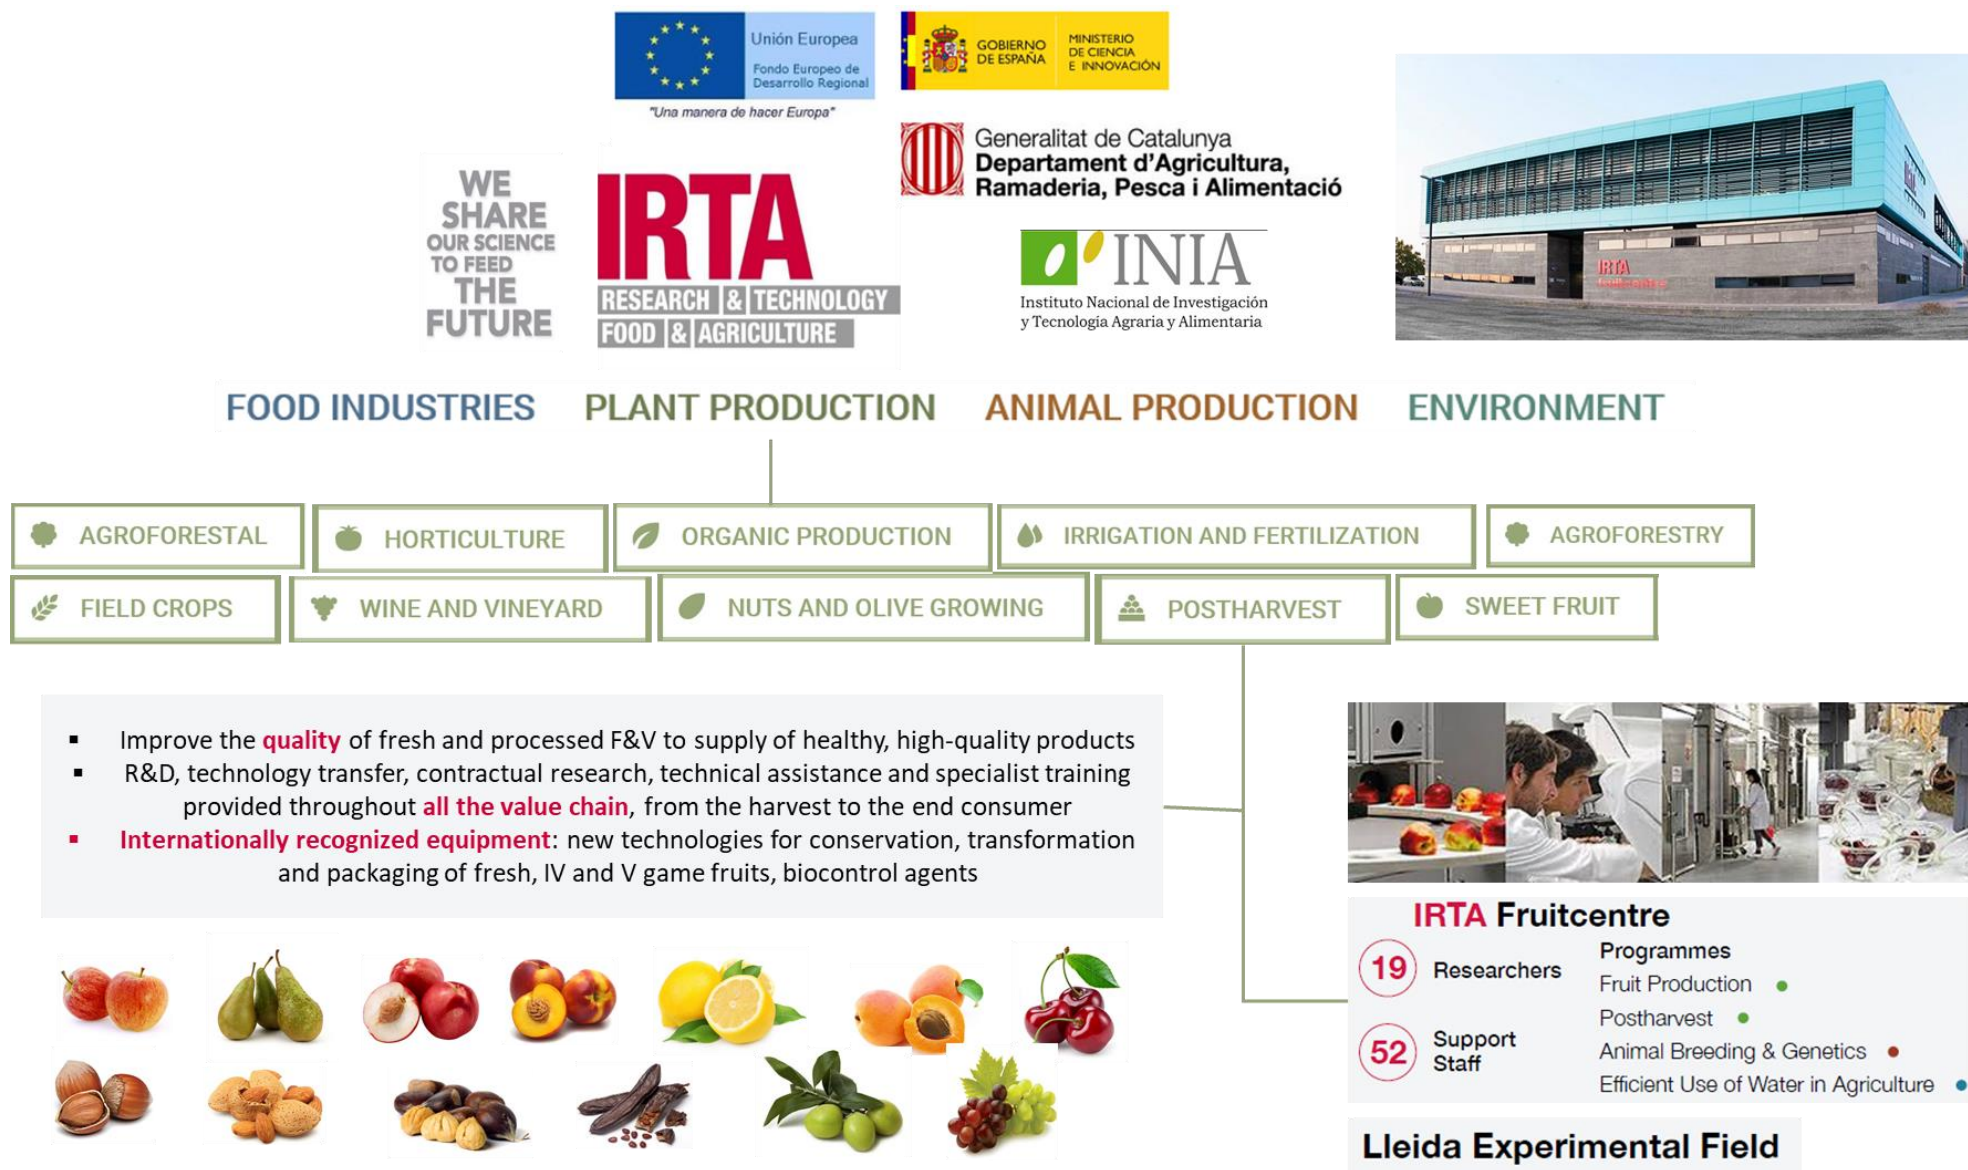 Unión Europea
Fondo Europeo de
Desarrollo Regional
"Una manera de hacer Europa"
GOBIERNO
DE ESPAÑA
MINISTERIO
DE CIENCIA
E INNOVACIÓN
Generalitat de Catalunya
Departament d'Agricultura,
Ramaderia, Pesca i Alimentació
WE
SHARE
OUR SCIENCE
TO FEED
THE
FUTURE
IRTA
RESEARCH & TECHNOLOGY
FOOD & AGRICULTURE
INIA
Instituto Nacional de Investigación
y Tecnología Agraria y Alimentaria
IRTA
IRTA
fruitcentre
FOOD INDUSTRIES PLANT PRODUCTION ANIMAL PRODUCTION ENVIRONMENT
AGROFORESTAL HORTICULTURE ORGANIC PRODUCTION IRRIGATION AND FERTILIZATION AGROFORESTRY
FIELD CROPS WINE AND VINEYARD NUTS AND OLIVE GROWING POSTHARVEST SWEET FRUIT
▪ Improve the quality of fresh and processed F&V to supply of healthy, high-quality products
▪ R&D, technology transfer, contractual research, technical assistance and specialist training
provided throughout all the value chain, from the harvest to the end consumer
▪ Internationally recognized equipment: new technologies for conservation, transformation
and packaging of fresh, IV and V game fruits, biocontrol agents
IRTA Fruitcentre
19 Researchers
52 Support
Staff
Programmes
Fruit Production
Postharvest
Animal Breeding & Genetics
Efficient Use of Water in Agriculture
Lleida Experimental Field